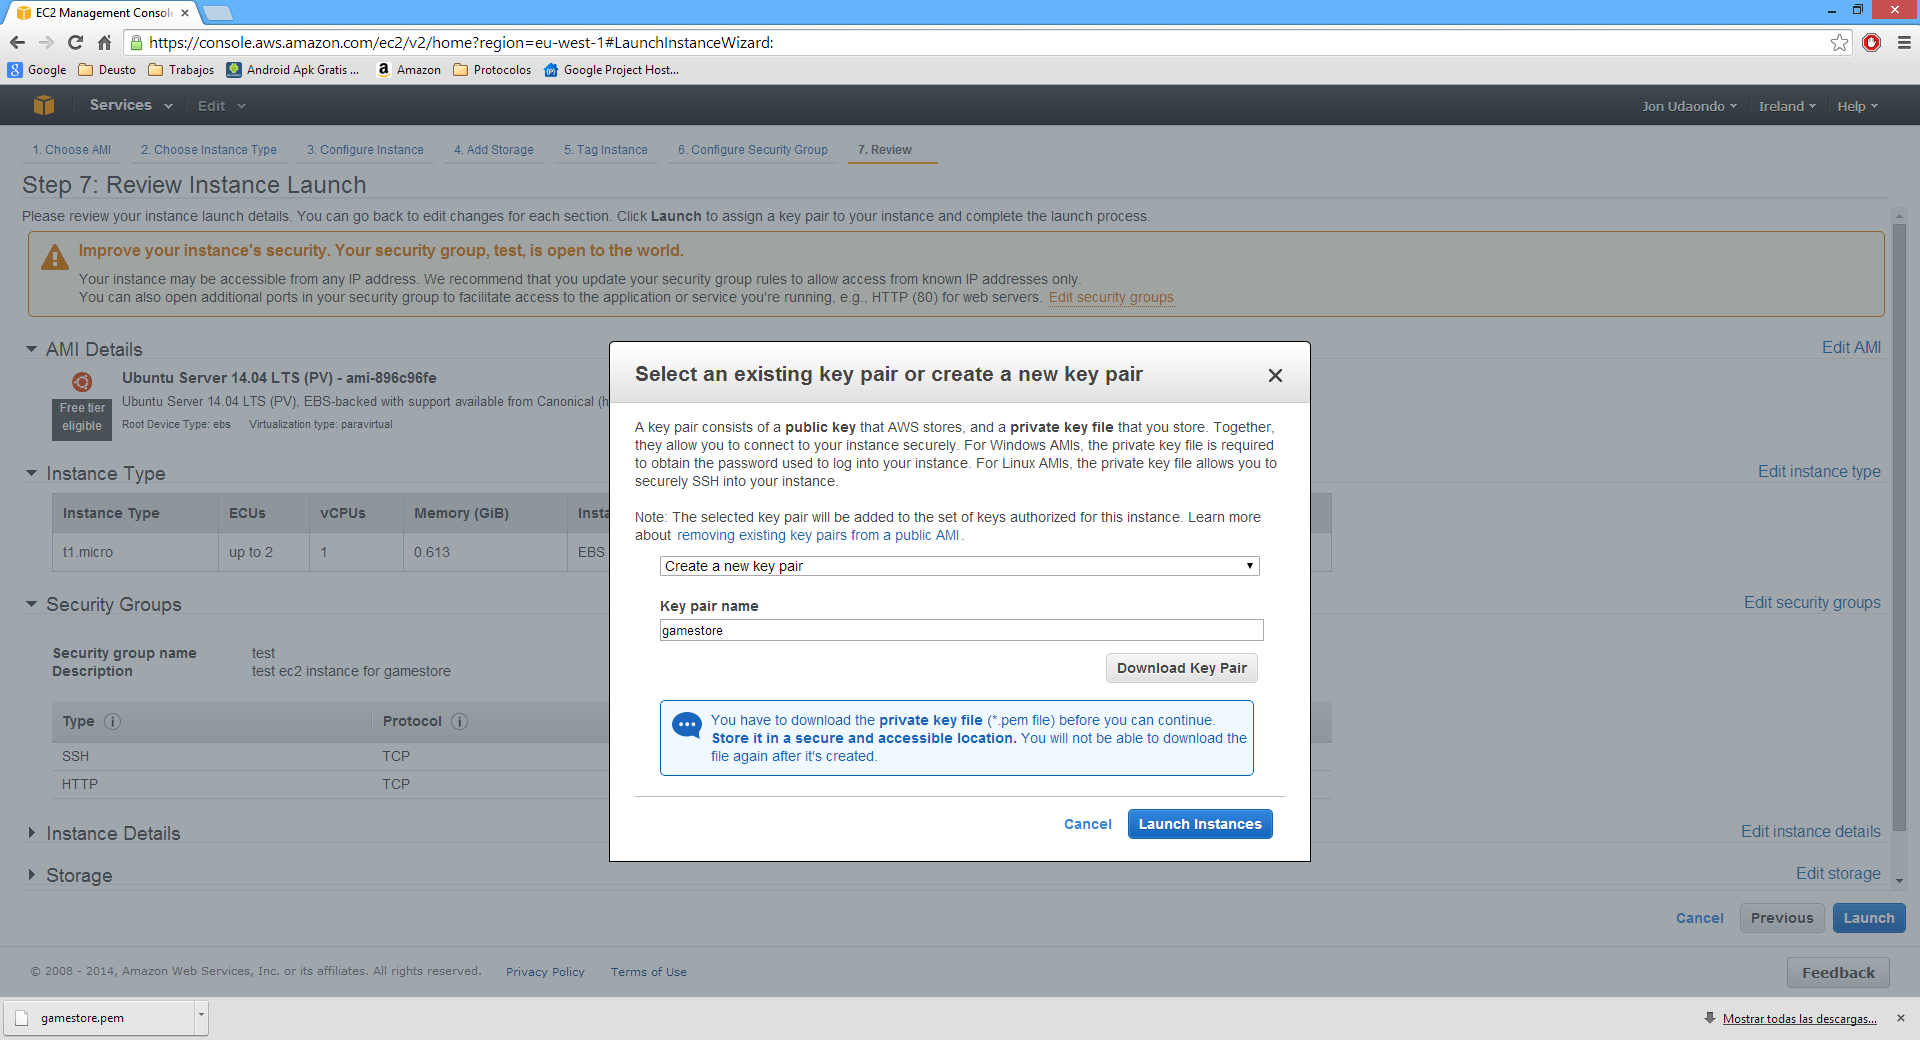 EC2 Management Consol
https://console.aws.amazon.com/ec2/v2/home?region=eu-west-1#LaunchInstanceWizard:
Google Deusto Trabajos Android Apk Gratis ... Amazon Protocolos Google Project Host...
Services Edit Jon Udaondo Ireland Help
1. Choose AMI 2. Choose Instance Type 3. Configure Instance 4. Add Storage 5. Tag Instance 6. Configure Security Group 7. Review
Step 7: Review Instance Launch
Please review your instance launch details. You can go back to edit changes for each section. Click Launch to assign a key pair to your instance and complete the launch process.
Improve your instance's security. Your security group, test, is open to the world.
Your instance may be accessible from any IP address. We recommend that you update your security group rules to allow access from known IP addresses only.
You can also open additional ports in your security group to facilitate access to the application or service you're running, e.g., HTTP (80) for web servers. Edit security groups
AMI Details Edit AMI
Ubuntu Server 14.04 LTS (PV) - ami-896c96fe
Free tier eligible
Ubuntu Server 14.04 LTS (PV), EBS-backed with support available from Canonical (h
Root Device Type: ebs Virtualization type: paravirtual
Instance Type Edit instance type
Instance Type ECUs vCPUs Memory (GiB) Insta
t1.micro up to 2 1 0.613 EBS
Security Groups Edit security groups
Security group name test
Description test ec2 instance for gamestore
Type Protocol
SSH TCP
HTTP TCP
Instance Details Edit instance details
Storage Edit storage
Select an existing key pair or create a new key pair
A key pair consists of a public key that AWS stores, and a private key file that you store. Together,
they allow you to connect to your instance securely. For Windows AMIs, the private key file is required
to obtain the password used to log into your instance. For Linux AMIs, the private key file allows you to
securely SSH into your instance.
Note: The selected key pair will be added to the set of keys authorized for this instance. Learn more
about removing existing key pairs from a public AMI.
Create a new key pair
Key pair name
gamestore
Download Key Pair
You have to download the private key file (*.pem file) before you can continue.
Store it in a secure and accessible location. You will not be able to download the
file again after it's created.
Cancel Launch Instances
Cancel Previous Launch
© 2008 - 2014, Amazon Web Services, Inc. or its affiliates. All rights reserved. Privacy Policy Terms of Use
Feedback
gamestore.pem
Mostrar todas las descargas...